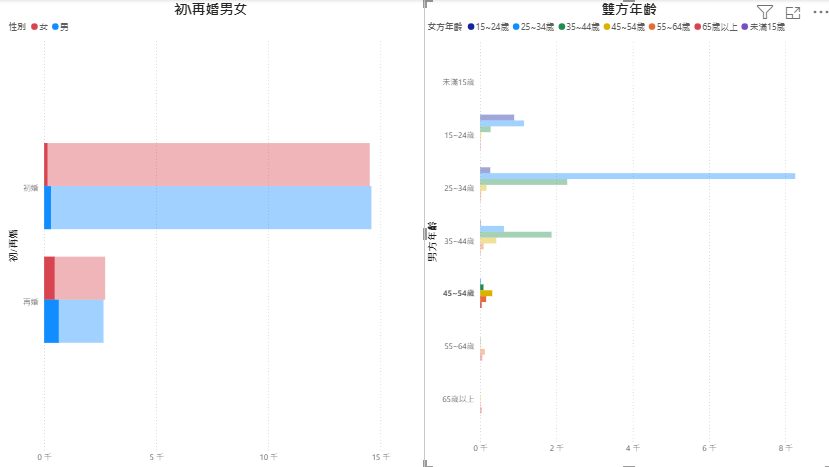 初\再婚男女
性別 女 男
初/再婚
初婚
再婚
0 千 5 千 10 千 15 千
雙方年齡
女方年齡 15~24歲 25~34歲 35~44歲 45~54歲 55~64歲 65歲以上 未滿15歲
男方年齡
未滿15歲
15~24歲
25~34歲
35~44歲
45~54歲
55~64歲
65歲以上
0 千 2 千 4 千 6 千 8 千